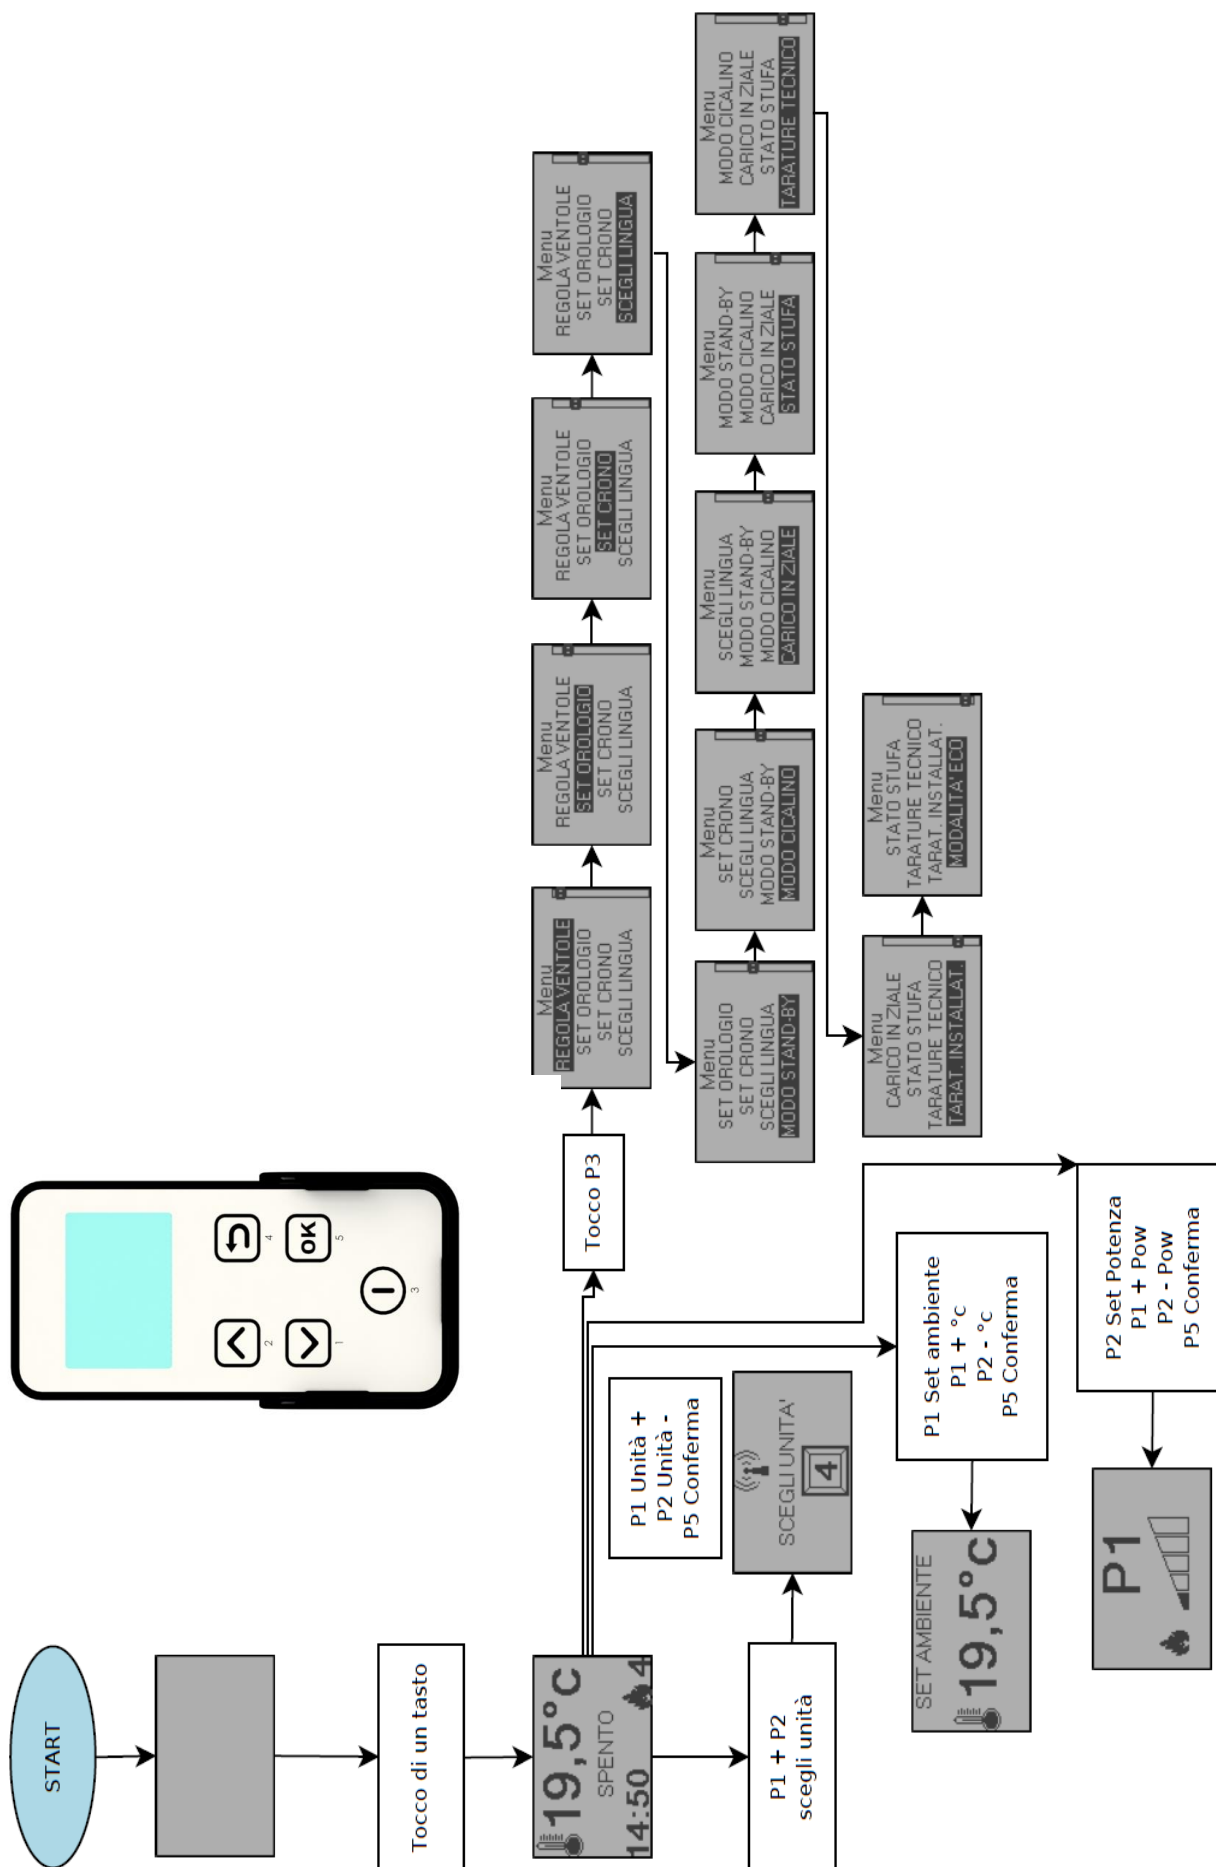 START
Tocco di un tasto
19,5°c
SPENTO
14:50 4
P1 + P2
scegli unità
P1 Unità +
P2 Unità -
P5 Conferma
SCEGLI UNITA'
4
2
4
1
OK
5
3
Tocco P3
Menu
REGOLA VENTOLE
SET OROLOGIO
SET CRONO
SCEGLI LINGUA
Menu
REGOLA VENTOLE
SET OROLOGIO
SET CRONO
SCEGLI LINGUA
Menu
REGOLA VENTOLE
SET OROLOGIO
SET CRONO
SCEGLI LINGUA
Menu
REGOLA VENTOLE
SET OROLOGIO
SET CRONO
SCEGLI LINGUA
Menu
SET OROLOGIO
SET CRONO
SCEGLI LINGUA
MODO STAND-BY
Menu
SET CRONO
SCEGLI LINGUA
MODO STAND-BY
MODO CICALINO
Menu
SCEGLI LINGUA
MODO STAND-BY
MODO CICALINO
CARICO IN ZIALE
Menu
MODO STAND-BY
MODO CICALINO
CARICO IN ZIALE
STATO STUFA
Menu
MODO CICALINO
CARICO IN ZIALE
STATO STUFA
TARATURE TECNICO
Menu
CARICO IN ZIALE
STATO STUFA
TARATURE TECNICO
TARAT. INSTALLAT.
Menu
STATO STUFA
TARATURE TECNICO
TARAT. INSTALLAT.
MODALITA' ECO
P1 Set ambiente
P1 + °c
P2 - °c
P5 Conferma
SET AMBIENTE
19,5°c
P2 Set Potenza
P1 + Pow
P2 - Pow
P5 Conferma
P1